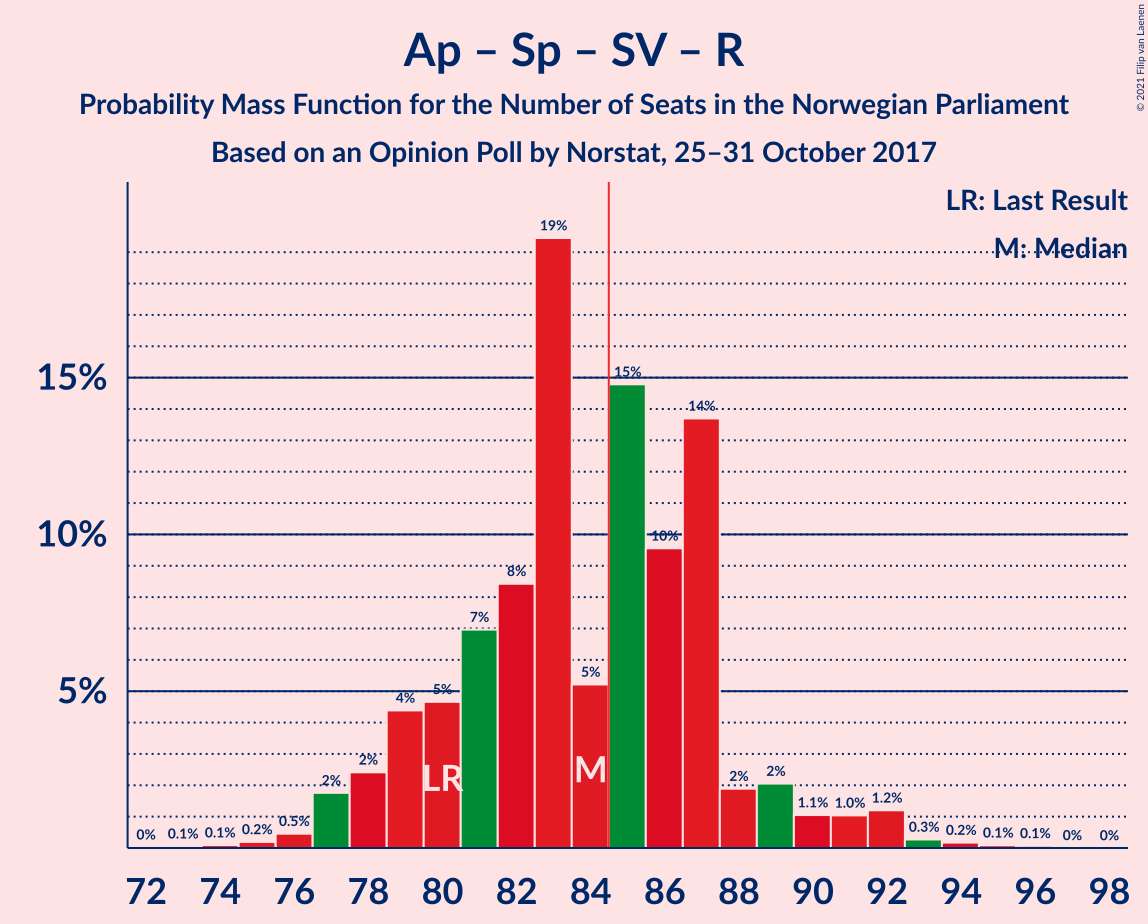 Ap – Sp – SV – R
Probability Mass Function for the Number of Seats in the Norwegian Parliament
Based on an Opinion Poll by Norstat, 25–31 October 2017
© 2021 Filip van Laenen
LR: Last Result
M: Median
15%
10%
5%
0% 0.1% 0.1% 0.2% 0.5% 2% 2% 4% 5% 7% 8% 19% 5% 15% 10% 14% 2% 2% 1.1% 1.0% 1.2% 0.3% 0.2% 0.1% 0.1% 0% 0%
LR M
72 74 76 78 80 82 84 86 88 90 92 94 96 98